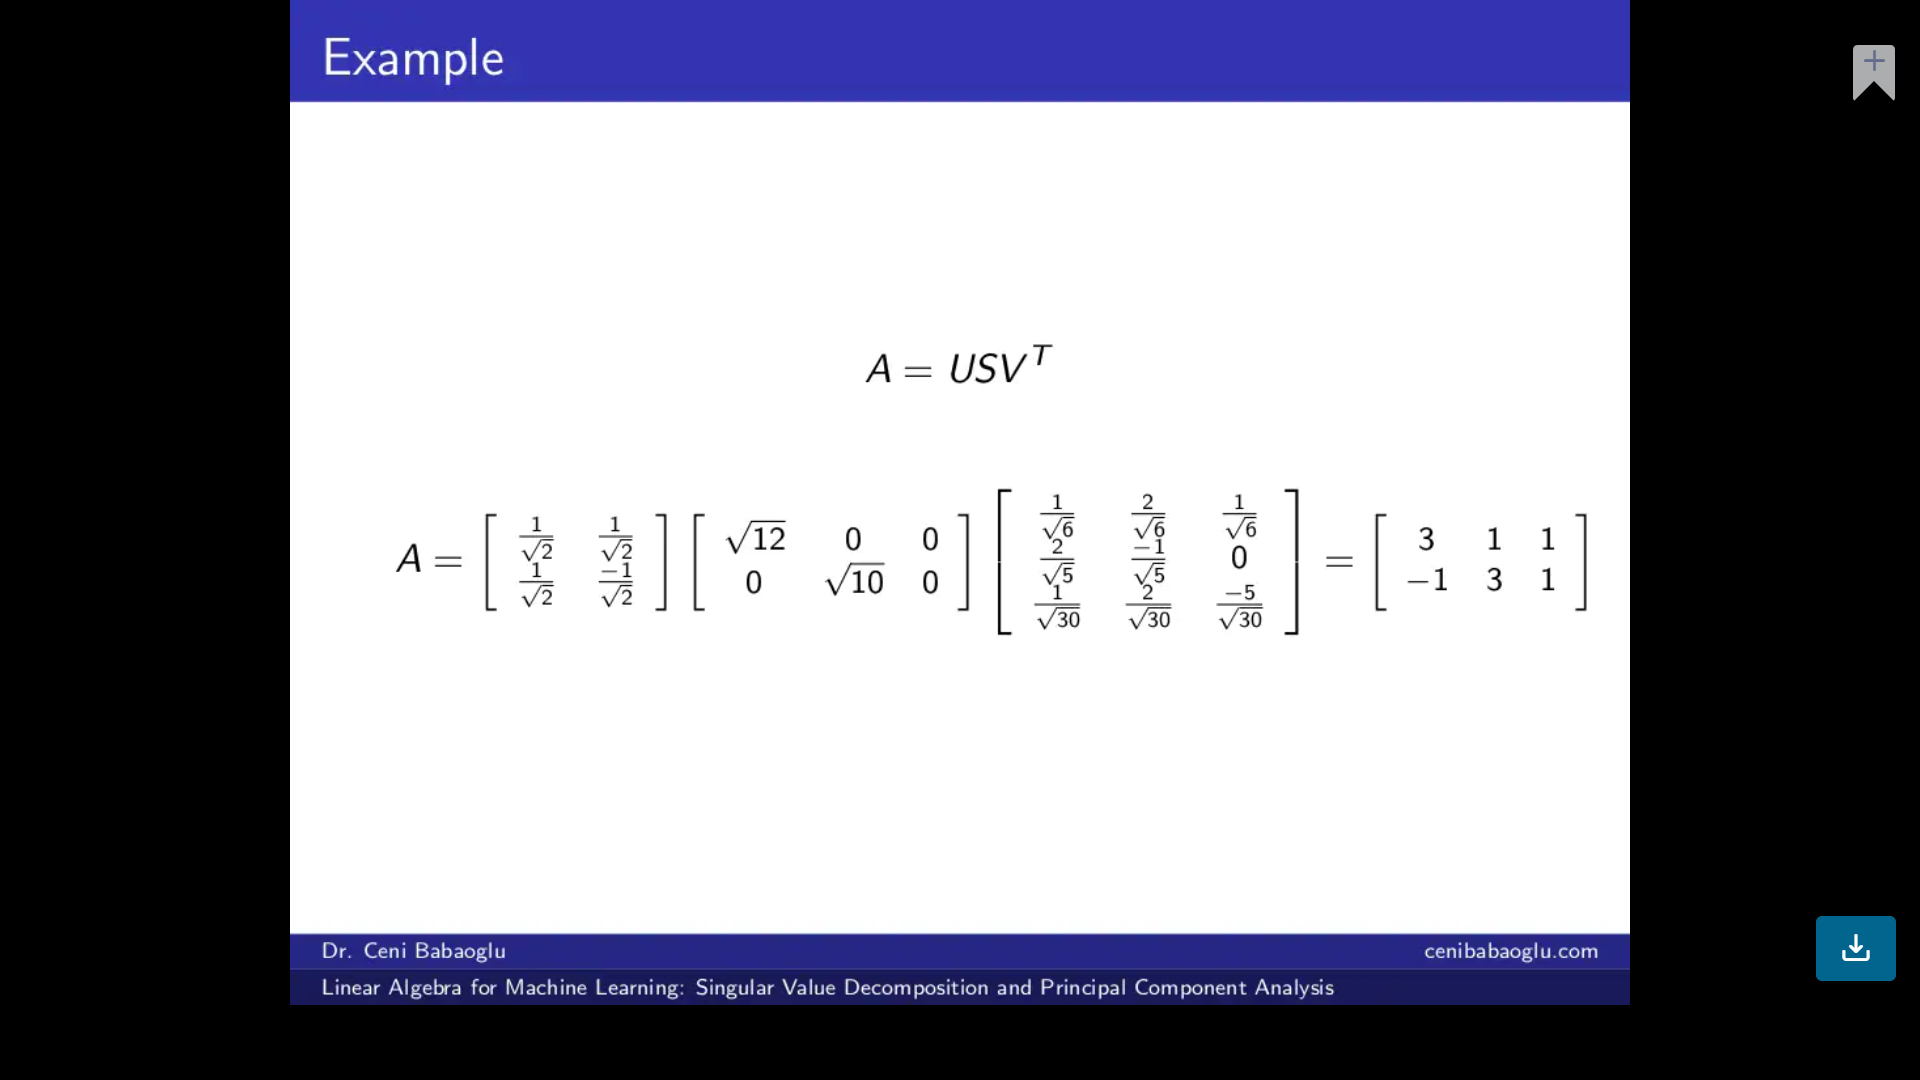 Example
A = USV^T
A = [ 1/√2 1/√2 ; 1/√2 −1/√2 ] [ √12 0 0 ; 0 √10 0 ] [ 1/√6 2/√6 1/√6 ; 2/√5 −1/√5 0 ; 1/√30 2/√30 −5/√30 ] = [ 3 1 1 ; −1 3 1 ]
Dr. Ceni Babaoglu cenibabaoglu.com
Linear Algebra for Machine Learning: Singular Value Decomposition and Principal Component Analysis